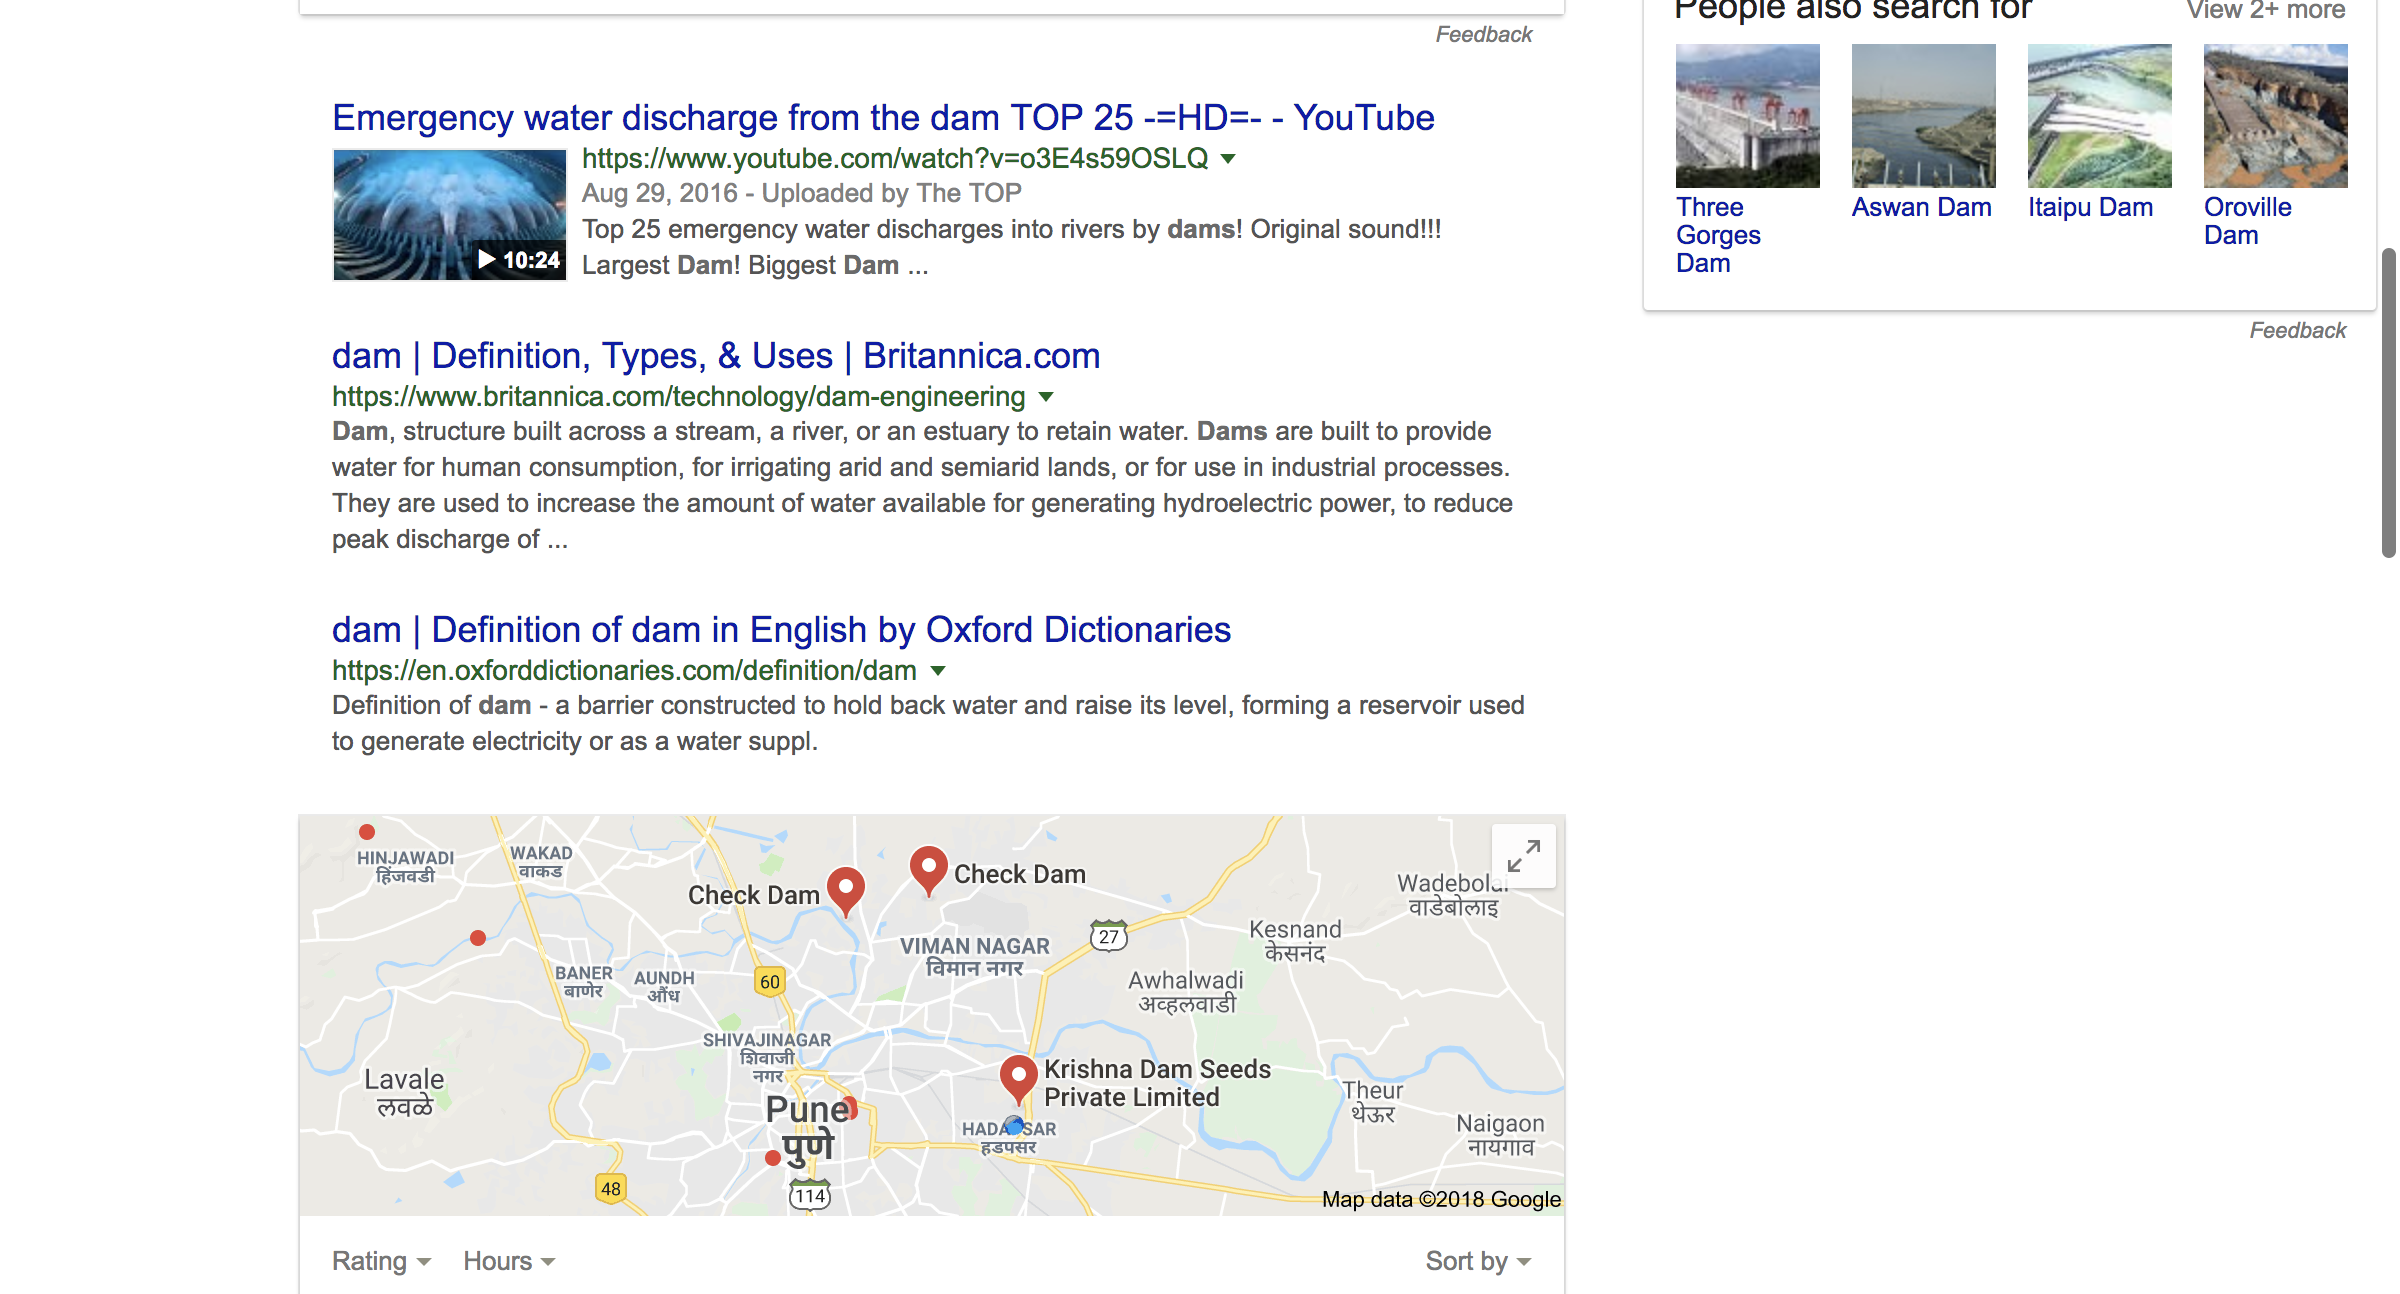 People also search for
View 2+ more
Feedback
Three
Gorges
Dam
Aswan Dam
Itaipu Dam
Oroville
Dam
Feedback
Emergency water discharge from the dam TOP 25 -=HD=- - YouTube
https://www.youtube.com/watch?v=o3E4s59OSLQ
Aug 29, 2016 - Uploaded by The TOP
Top 25 emergency water discharges into rivers by dams! Original sound!!!
Largest Dam! Biggest Dam ...
10:24
dam | Definition, Types, & Uses | Britannica.com
https://www.britannica.com/technology/dam-engineering
Dam, structure built across a stream, a river, or an estuary to retain water. Dams are built to provide
water for human consumption, for irrigating arid and semiarid lands, or for use in industrial processes.
They are used to increase the amount of water available for generating hydroelectric power, to reduce
peak discharge of ...
dam | Definition of dam in English by Oxford Dictionaries
https://en.oxforddictionaries.com/definition/dam
Definition of dam - a barrier constructed to hold back water and raise its level, forming a reservoir used
to generate electricity or as a water suppl.
HINJAWADI
हिंजवडी
WAKAD
वाकड
Check Dam
Check Dam
Wadebolai
वाडेबोलाइ
27
Kesnand
केसनंद
VIMAN NAGAR
विमान नगर
BANER
बाणेर
AUNDH
औंध
60
Awhalwadi
अव्हलवाडी
SHIVAJINAGAR
शिवाजी
नगर
Lavale
लवळे
Krishna Dam Seeds
Private Limited
Pune
पुणे
HADAPSAR
हडपसर
Theur
थेऊर
Naigaon
नायगाव
48
114
Map data ©2018 Google
Rating
Hours
Sort by